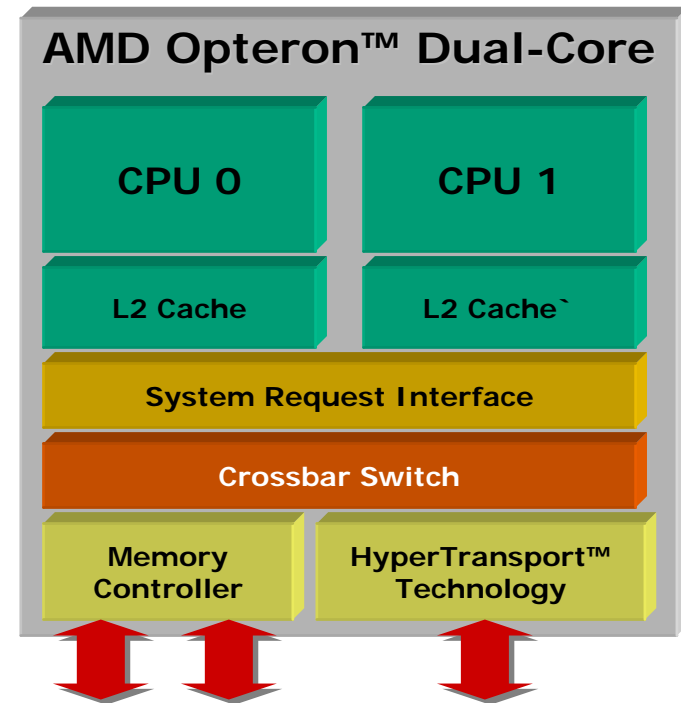 AMD Opteron™ Dual-Core
CPU 0
CPU 1
L2 Cache
L2 Cache`
System Request Interface
Crossbar Switch
Memory
Controller
HyperTransport™
Technology